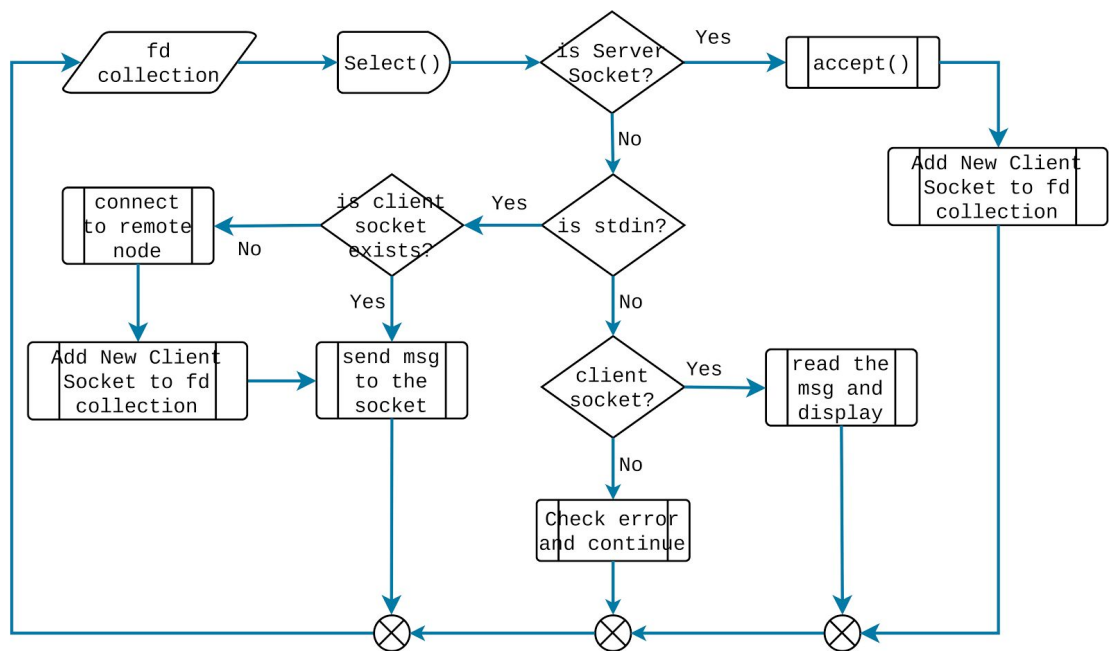 fd
collection
Select()
is Server
Socket?
Yes
accept()
No
Add New Client
Socket to fd
collection
connect
to remote
node
No
is client
socket
exists?
Yes
is stdin?
Yes
No
Add New Client
Socket to fd
collection
send msg
to the
socket
client
socket?
Yes
read the
msg and
display
No
Check error
and continue